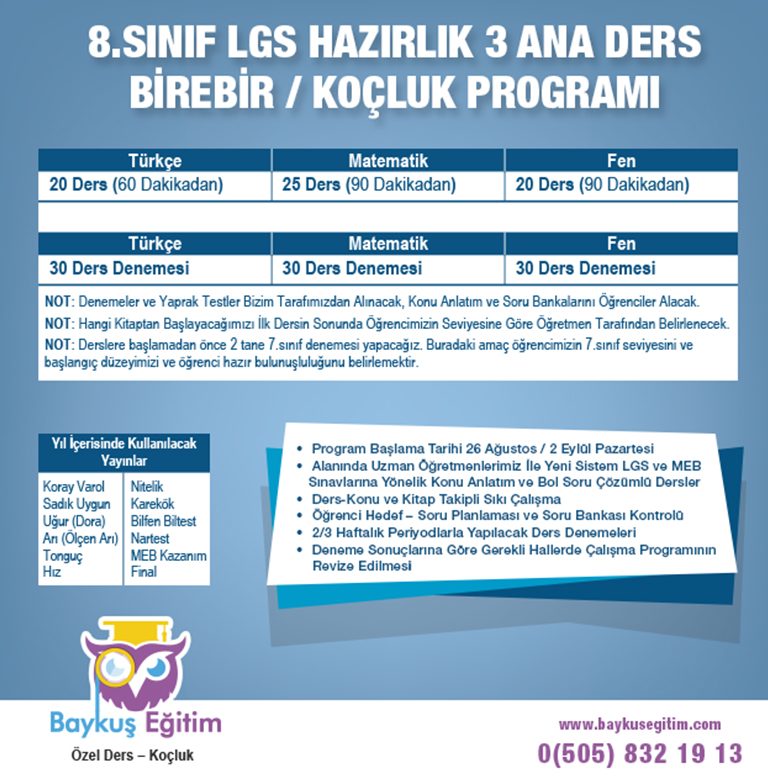 8.SINIF LGS HAZIRLIK 3 ANA DERS
BİREBİR / KOÇLUK PROGRAMI
Türkçe Matematik Fen
20 Ders (60 Dakikadan) 25 Ders (90 Dakikadan) 20 Ders (90 Dakikadan)
Türkçe Matematik Fen
30 Ders Denemesi 30 Ders Denemesi 30 Ders Denemesi
NOT: Denemeler ve Yaprak Testler Bizim Tarafımızdan Alınacak, Konu Anlatım ve Soru Bankalarını Öğrenciler Alacak.
NOT: Hangi Kitaptan Başlayacağımızı İlk Dersin Sonunda Öğrencimizin Seviyesine Göre Öğretmen Tarafından Belirlenecek.
NOT: Derslere başlamadan önce 2 tane 7.sınıf denemesi yapacağız. Buradaki amaç öğrencimizin 7.sınıf seviyesini ve
başlangıç düzeyimizi ve öğrenci hazır bulunuşluluğunu belirlemektir.
Yıl İçerisinde Kullanılacak
Yayınlar
Koray Varol Nitelik
Sadık Uygun Karekök
Uğur (Dora) Bilfen Biltest
Arı (Ölçen Arı) Nartest
Tonguç MEB Kazanım
Hız Final
• Program Başlama Tarihi 26 Ağustos / 2 Eylül Pazartesi
• Alanında Uzman Öğretmenlerimiz İle Yeni Sistem LGS ve MEB
Sınavlarına Yönelik Konu Anlatım ve Bol Soru Çözümlü Dersler
• Ders-Konu ve Kitap Takipli Sıkı Çalışma
• Öğrenci Hedef – Soru Planlaması ve Soru Bankası Kontrolü
• 2/3 Haftalık Periyodlarla Yapılacak Ders Denemeleri
• Deneme Sonuçlarına Göre Gerekli Hallerde Çalışma Programının
Revize Edilmesi
Baykuş Eğitim
Özel Ders – Koçluk
www.baykusegitim.com
0(505) 832 19 13